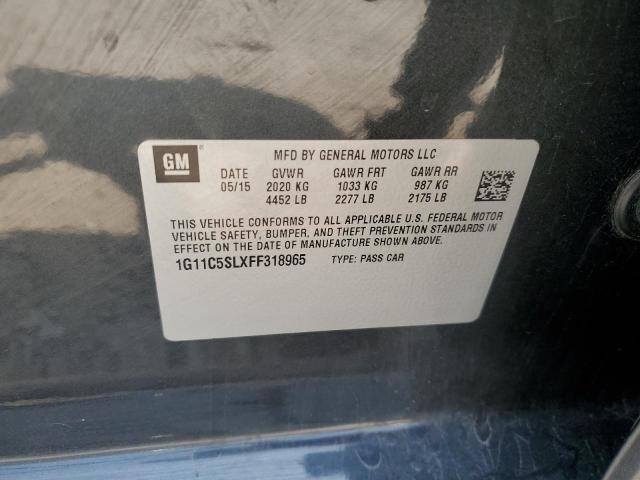 GM
MFD BY GENERAL MOTORS LLC
DATE GVWR GAWR FRT GAWR RR
05/15 2020 KG 1033 KG 987 KG
4452 LB 2277 LB 2175 LB
THIS VEHICLE CONFORMS TO ALL APPLICABLE U.S. FEDERAL MOTOR
VEHICLE SAFETY, BUMPER, AND THEFT PREVENTION STANDARDS IN
EFFECT ON THE DATE OF MANUFACTURE SHOWN ABOVE.
1G11C5SLXFF318965 TYPE: PASS CAR